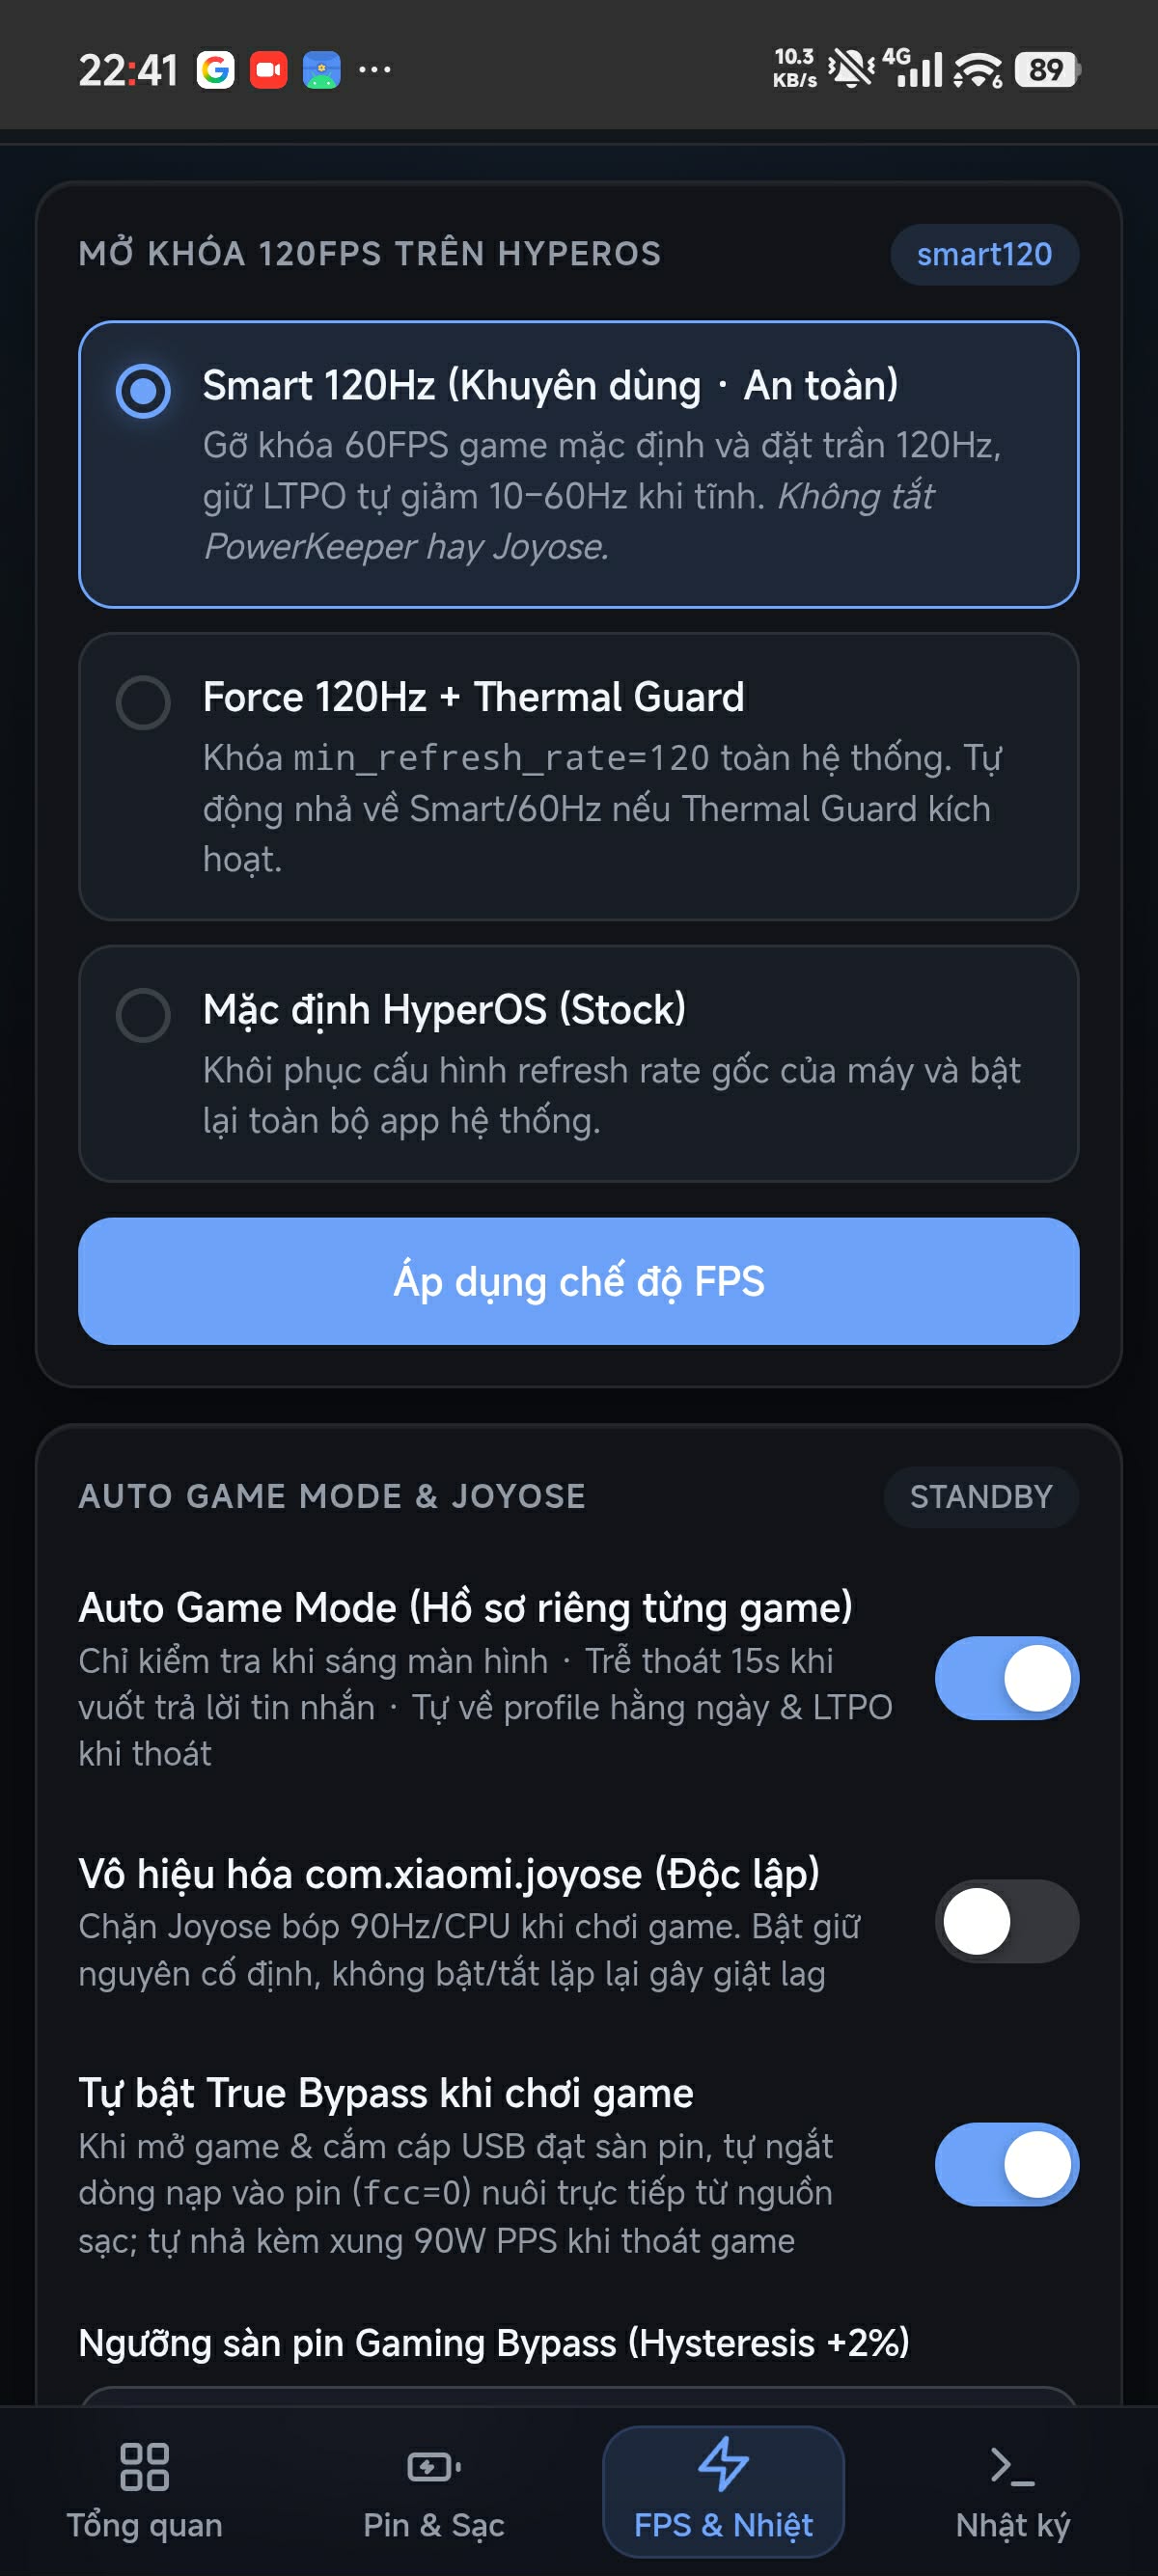 22:41
10.3
KB/s
4G
6
89
MỞ KHÓA 120FPS TRÊN HYPEROS
smart120
Smart 120Hz (Khuyên dùng · An toàn)
Gỡ khóa 60FPS game mặc định và đặt trần 120Hz,
giữ LTPO tự giảm 10–60Hz khi tĩnh. Không tắt
PowerKeeper hay Joyose.
Force 120Hz + Thermal Guard
Khóa min_refresh_rate=120 toàn hệ thống. Tự
động nhả về Smart/60Hz nếu Thermal Guard kích
hoạt.
Mặc định HyperOS (Stock)
Khôi phục cấu hình refresh rate gốc của máy và bật
lại toàn bộ app hệ thống.
Áp dụng chế độ FPS
AUTO GAME MODE & JOYOSE
STANDBY
Auto Game Mode (Hồ sơ riêng từng game)
Chỉ kiểm tra khi sáng màn hình · Trễ thoát 15s khi
vuốt trả lời tin nhắn · Tự về profile hằng ngày & LTPO
khi thoát
Vô hiệu hóa com.xiaomi.joyose (Độc lập)
Chặn Joyose bóp 90Hz/CPU khi chơi game. Bật giữ
nguyên cố định, không bật/tắt lặp lại gây giật lag
Tự bật True Bypass khi chơi game
Khi mở game & cắm cáp USB đạt sàn pin, tự ngắt
dòng nạp vào pin (fcc=0) nuôi trực tiếp từ nguồn
sạc; tự nhả kèm xung 90W PPS khi thoát game
Ngưỡng sàn pin Gaming Bypass (Hysteresis +2%)
Tổng quan
Pin & Sạc
FPS & Nhiệt
Nhật ký